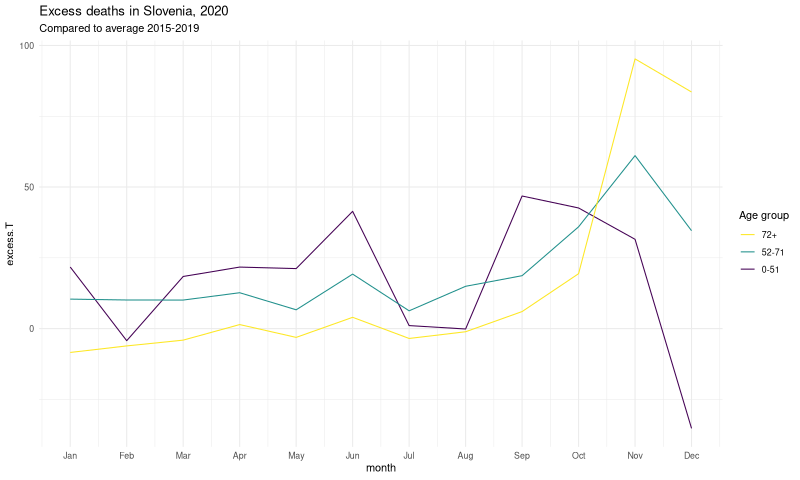 Excess deaths in Slovenia, 2020
Compared to average 2015-2019
100
50
0
excess.T
Jan Feb Mar Apr May Jun Jul Aug Sep Oct Nov Dec
month
Age group
72+
52-71
0-51